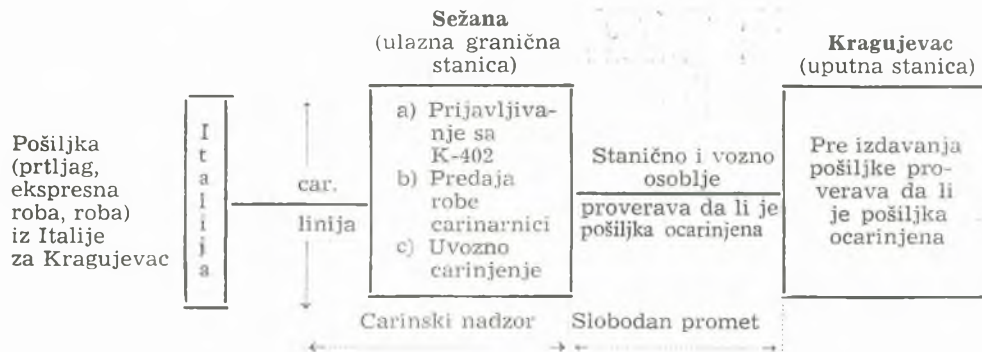 Sežana
(ulazna granična
stanica)
Kragujevac
(uputna stanica)
Pošiljka
(prtljag,
ekspresna
roba, roba)
iz Italije
za Kragujevac
I
t
a
l
i
j
a
car.
linija
a) Prijavljiva-
nje sa
K-402
b) Predaja
robe
carinarnici
c) Uvozno
carinjenje
Stanično i vozno
osoblje
proverava da li je
pošiljka ocarinjena
Pre izdavanja
pošiljke pro-
verava da li
je pošiljka
ocarinjena
Carinski nadzor
Slobodan promet